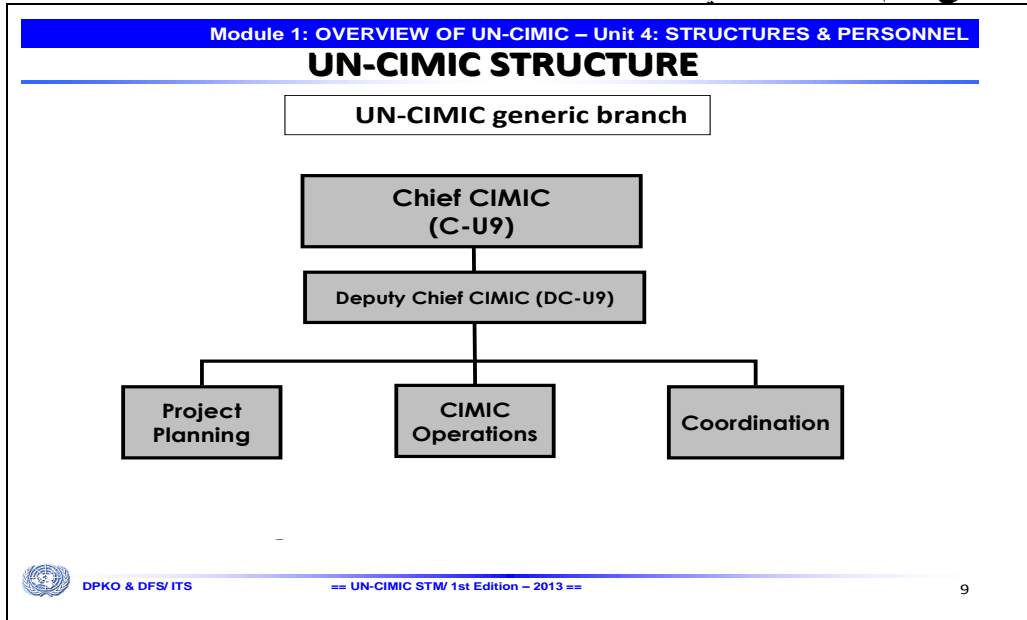 Module 1: OVERVIEW OF UN-CIMIC – Unit 4: STRUCTURES & PERSONNEL
UN-CIMIC STRUCTURE
UN-CIMIC generic branch
Chief CIMIC
(C-U9)
Deputy Chief CIMIC (DC-U9)
Project
Planning
CIMIC
Operations
Coordination
DPKO & DFS/ ITS
== UN-CIMIC STM/ 1st Edition – 2013 ==
9